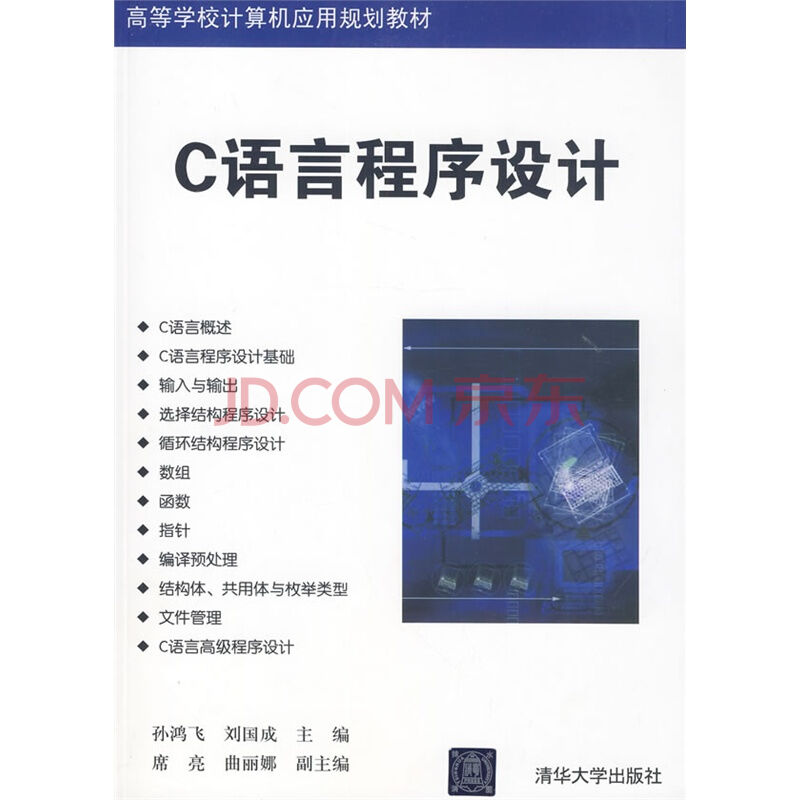 高等学校计算机应用规划教材
C语言程序设计
◆ C语言概述
◆ C语言程序设计基础
◆ 输入与输出
JD.COM 京东
◆ 选择结构程序设计
◆ 循环结构程序设计
◆ 数组
◆ 函数
◆ 指针
◆ 编译预处理
◆ 结构体、共用体与枚举类型
◆ 文件管理
◆ C语言高级程序设计
孙鸿飞 刘国成 主 编
席 亮 曲丽娜 副主编
清华大学出版社